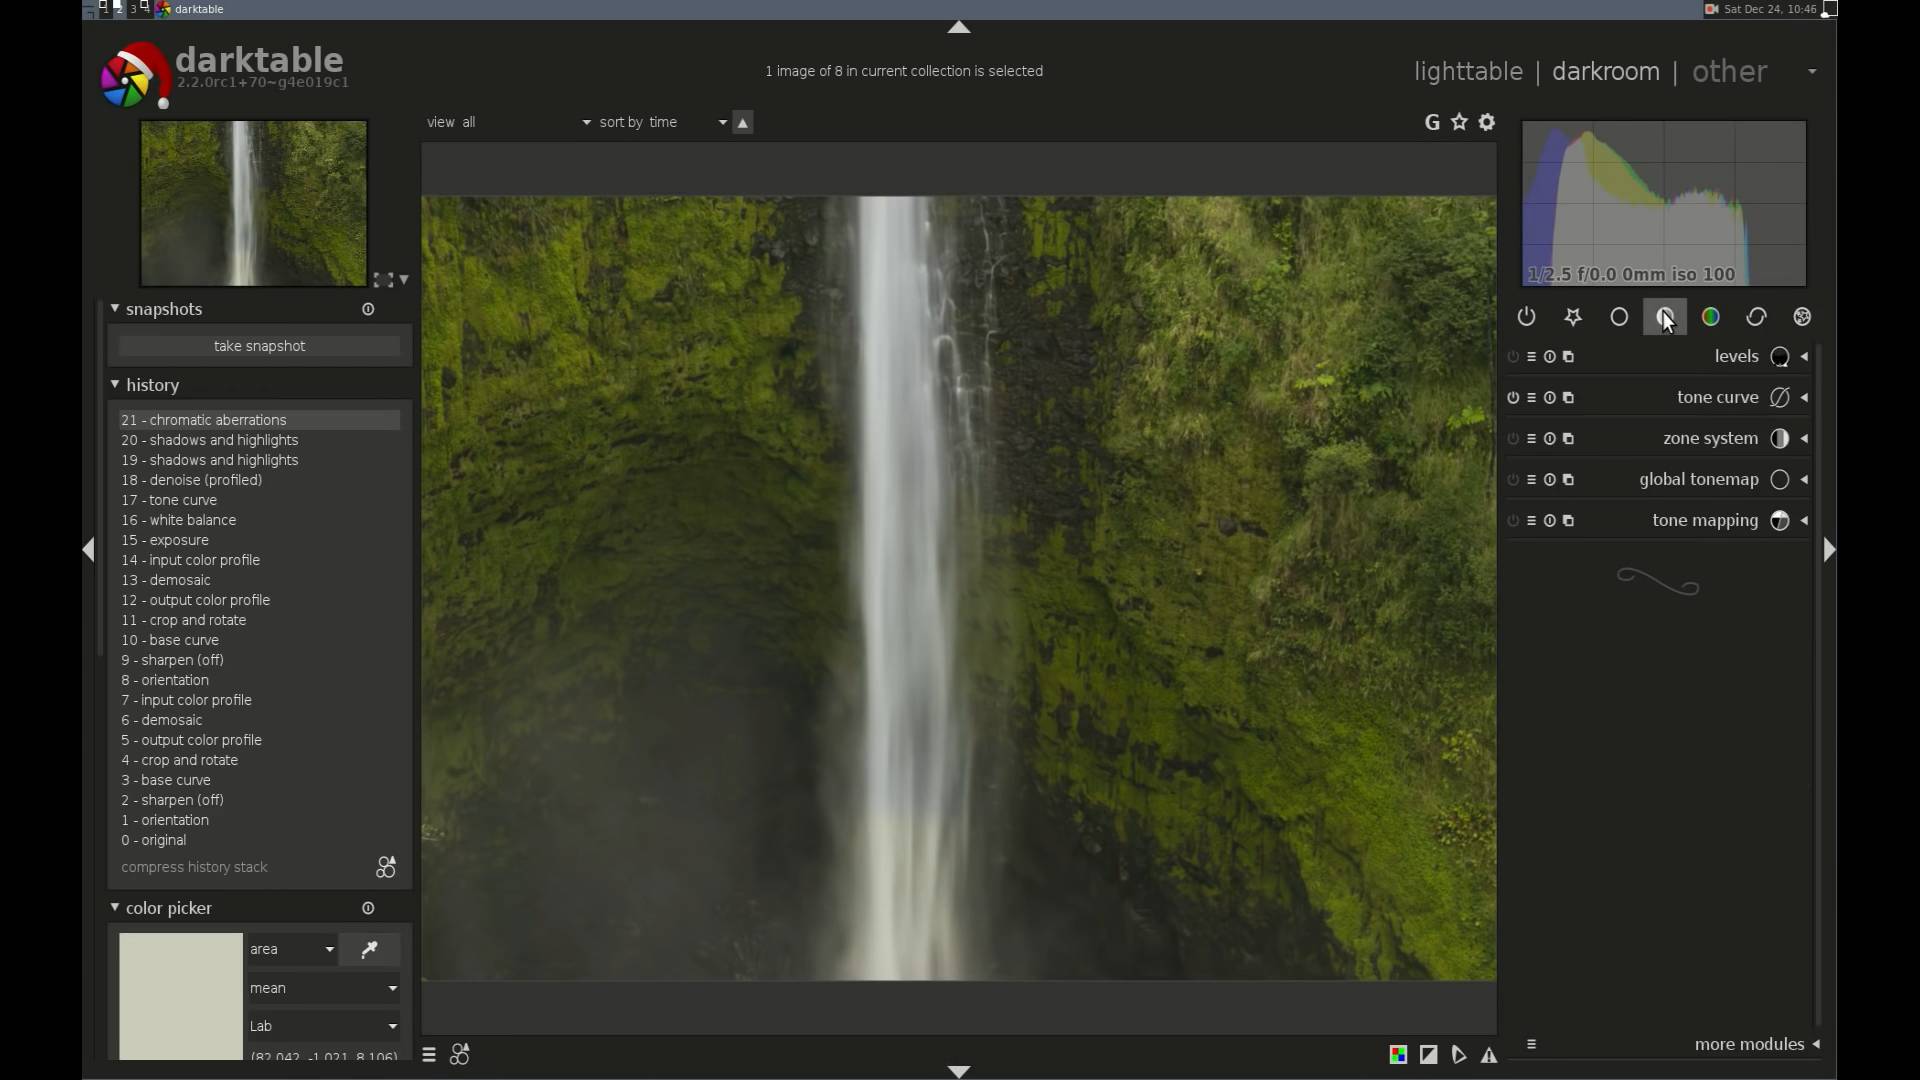 1 2 3 4 darktable
Sat Dec 24, 10:46
darktable
2.2.0rc1+70~g4e019c1
1 image of 8 in current collection is selected
lighttable | darkroom | other
view all
sort by time
G
1/2.5 f/0.0 0mm iso 100
snapshots
take snapshot
history
21 - chromatic aberrations
20 - shadows and highlights
19 - shadows and highlights
18 - denoise (profiled)
17 - tone curve
16 - white balance
15 - exposure
14 - input color profile
13 - demosaic
12 - output color profile
11 - crop and rotate
10 - base curve
9 - sharpen (off)
8 - orientation
7 - input color profile
6 - demosaic
5 - output color profile
4 - crop and rotate
3 - base curve
2 - sharpen (off)
1 - orientation
0 - original
compress history stack
color picker
area
mean
Lab
(82.042, -1.021, 8.106)
levels
tone curve
zone system
global tonemap
tone mapping
more modules